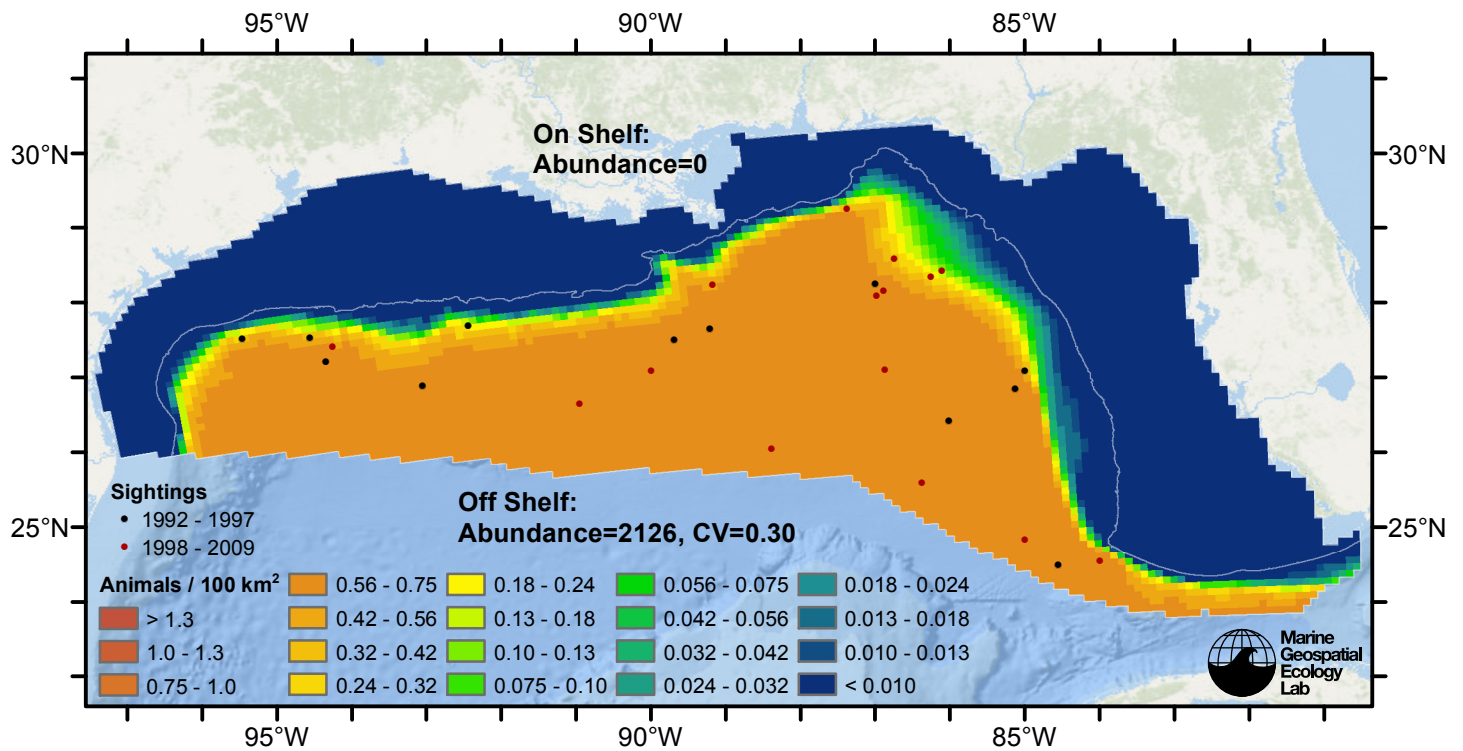 95°W 90°W 85°W
30°N 30°N
On Shelf:
Abundance=0
25°N 25°N
Off Shelf:
Abundance=2126, CV=0.30
Sightings
1992 - 1997
1998 - 2009
Animals / 100 km²
> 1.3
1.0 - 1.3
0.75 - 1.0
0.56 - 0.75
0.42 - 0.56
0.32 - 0.42
0.24 - 0.32
0.18 - 0.24
0.13 - 0.18
0.10 - 0.13
0.075 - 0.10
0.056 - 0.075
0.042 - 0.056
0.032 - 0.042
0.024 - 0.032
0.018 - 0.024
0.013 - 0.018
0.010 - 0.013
< 0.010
Marine
Geospatial
Ecology
Lab
95°W 90°W 85°W